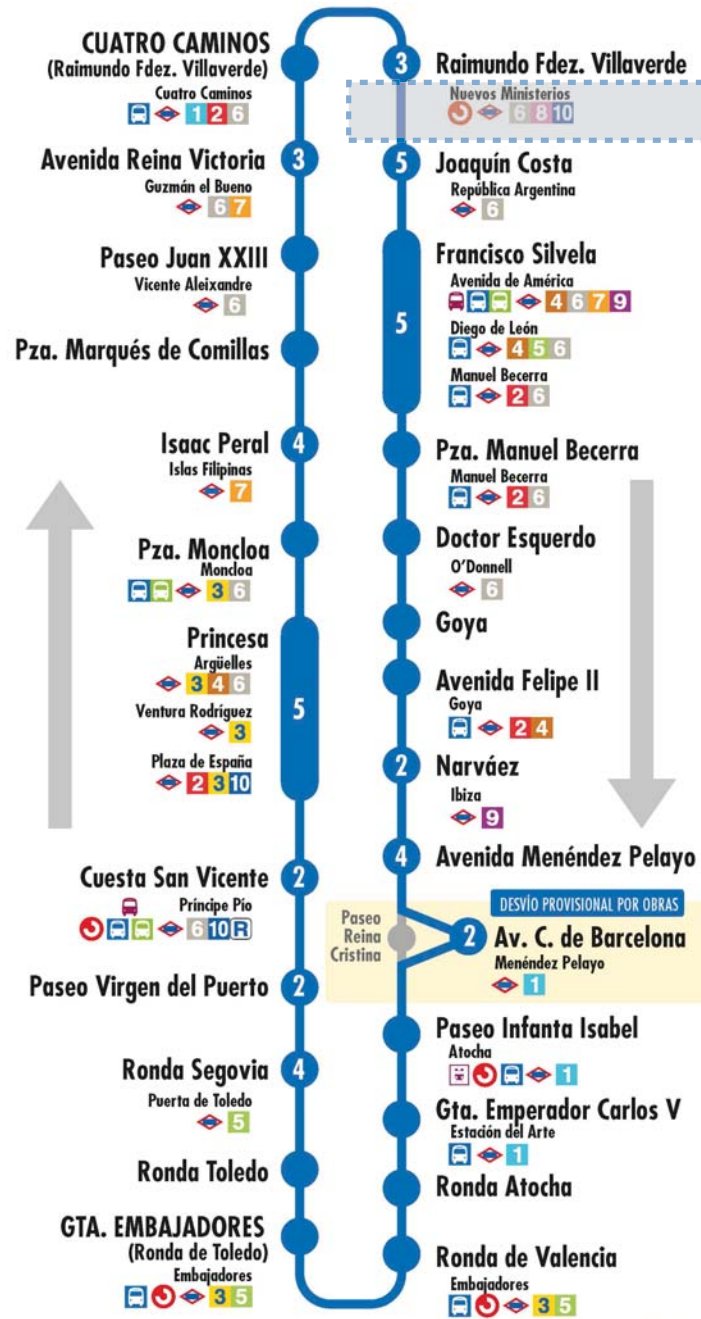 CUATRO CAMINOS
(Raimundo Fdez. Villaverde)
Cuatro Caminos
1 2 6
3 Avenida Reina Victoria
Guzmán el Bueno
6 7
Paseo Juan XXIII
Vicente Aleixandre
6
Pza. Marqués de Comillas
Isaac Peral 4
Islas Filipinas
7
Pza. Moncloa
Moncloa
3 6
Princesa
Argüelles
3 4 6
Ventura Rodríguez
3
5
Plaza de España
2 3 10
Cuesta San Vicente 2
Príncipe Pío
6 10 R
Paseo Virgen del Puerto 2
Ronda Segovia 4
Puerta de Toledo
5
Ronda Toledo
GTA. EMBAJADORES
(Ronda de Toledo)
Embajadores
3 5
3 Raimundo Fdez. Villaverde
Nuevos Ministerios
6 8 10
5 Joaquín Costa
República Argentina
6
Francisco Silvela
Avenida de América
4 6 7 9
5
Diego de León
4 5 6
Manuel Becerra
2 6
Pza. Manuel Becerra
Manuel Becerra
2 6
Doctor Esquerdo
O'Donnell
6
Goya
Avenida Felipe II
Goya
2 4
2 Narváez
Ibiza
9
4 Avenida Menéndez Pelayo
DESVÍO PROVISIONAL POR OBRAS
Paseo
Reina
Cristina
2 Av. C. de Barcelona
Menéndez Pelayo
1
Paseo Infanta Isabel
Atocha
1
Gta. Emperador Carlos V
Estación del Arte
1
Ronda Atocha
Ronda de Valencia
Embajadores
3 5